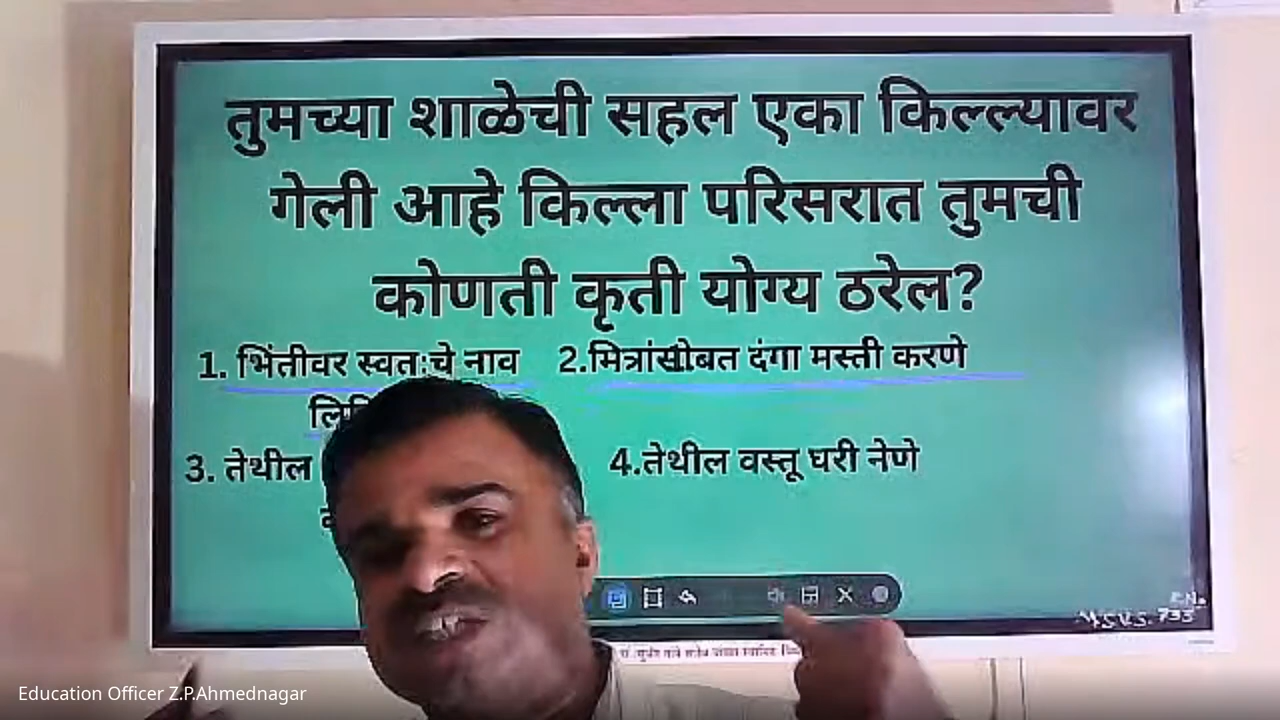 तुमच्या शाळेची सहल एका किल्ल्यावर
गेली आहे किल्ला परिसरात तुमची
कोणती कृती योग्य ठरेल?
1. भिंतीवर स्वतःचे नाव
2.मित्रांसोबत दंगा मस्ती करणे
3. तेथील
4.तेथील वस्तू घरी नेणे
Education Officer Z.P.Ahmednagar